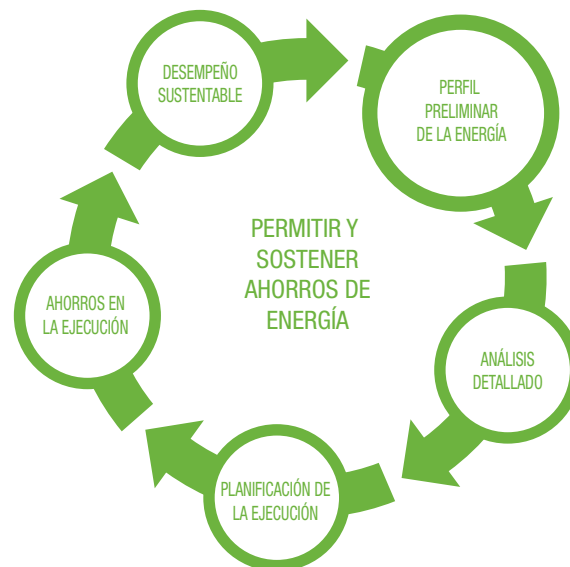 DESEMPEÑO
SUSTENTABLE
PERFIL
PRELIMINAR
DE LA ENERGÍA
PERMITIR Y
SOSTENER
AHORROS DE
ENERGÍA
AHORROS EN
LA EJECUCIÓN
ANÁLISIS
DETALLADO
PLANIFICACIÓN DE
LA EJECUCIÓN